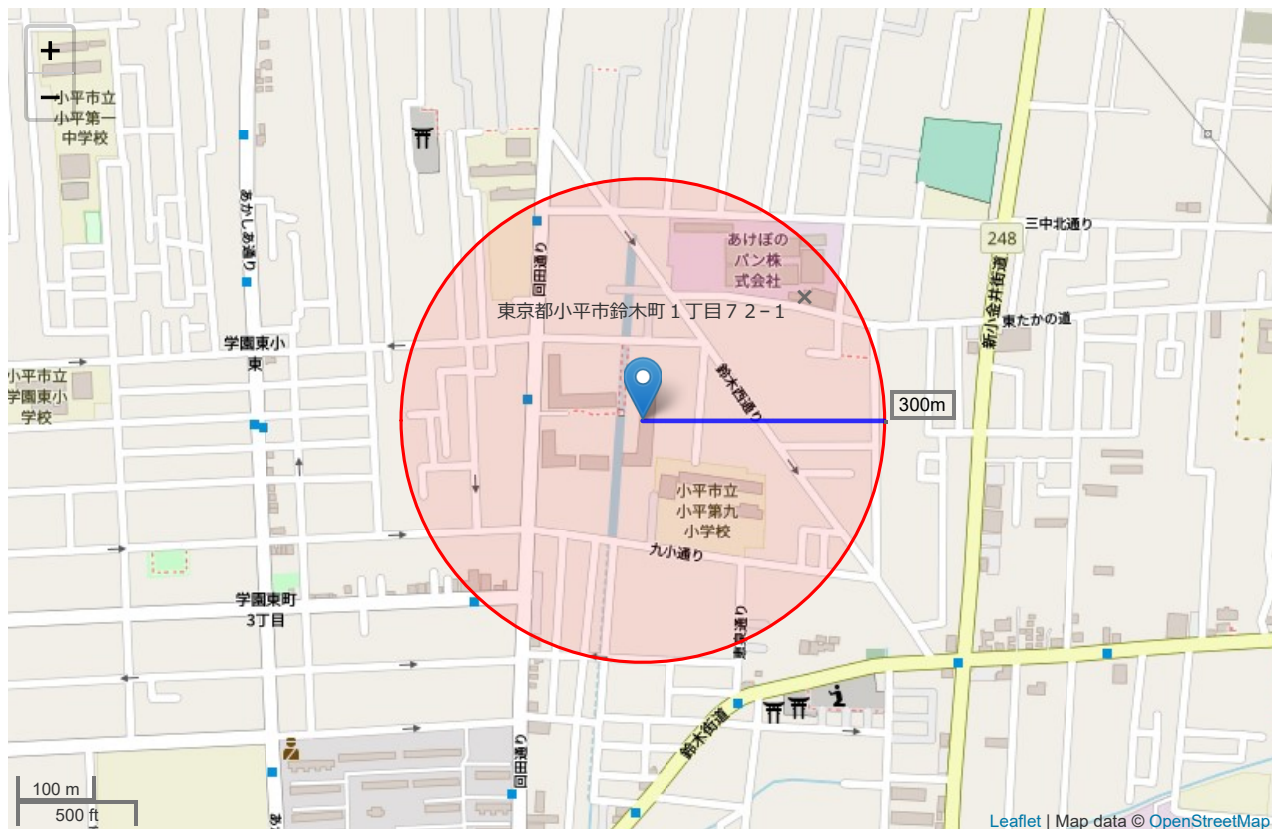 +
−
小平市立
小平第一
中学校
あかしあ通り
回田通り
あけぼの
パン株
式会社
三中北通り
248
新小金井街道
東たかの道
東京都小平市鈴木町１丁目７２−１
学園東小
東
小平市立
学園東小
学校
鈴木西通り
300m
小平市立
小平第九
小学校
九小通り
学園東町
3丁目
鈴木街道
回田通り
100 m
500 ft
Leaflet | Map data © OpenStreetMap